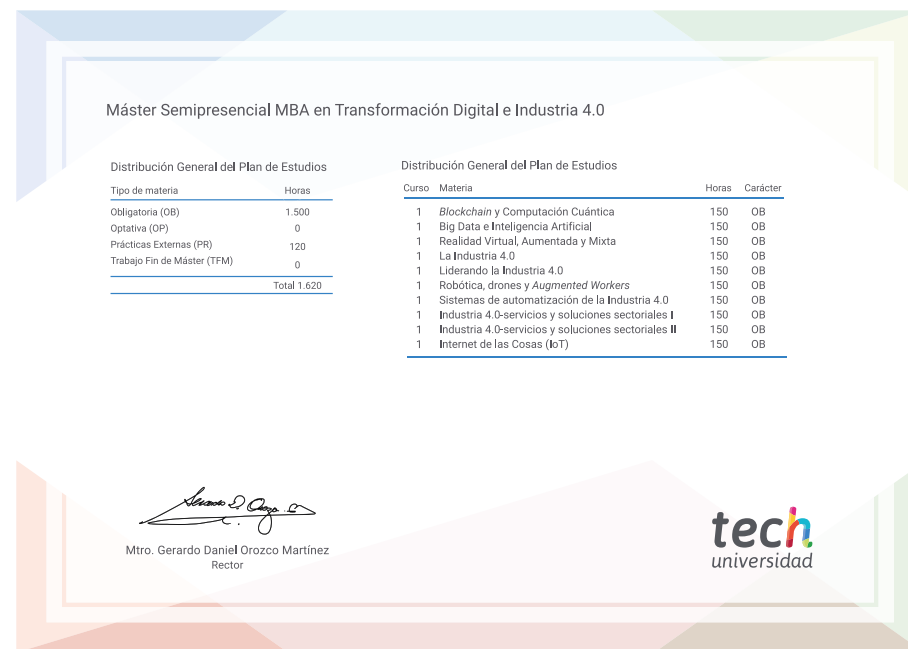 Máster Semipresencial MBA en Transformación Digital e Industria 4.0
Distribución General del Plan de Estudios
Tipo de materia Horas
Obligatoria (OB) 1.500
Optativa (OP) 0
Prácticas Externas (PR) 120
Trabajo Fin de Máster (TFM) 0
Total 1.620
Distribución General del Plan de Estudios
Curso Materia Horas Carácter
1 Blockchain y Computación Cuántica 150 OB
1 Big Data e Inteligencia Artificial 150 OB
1 Realidad Virtual, Aumentada y Mixta 150 OB
1 La Industria 4.0 150 OB
1 Liderando la Industria 4.0 150 OB
1 Robótica, drones y Augmented Workers 150 OB
1 Sistemas de automatización de la Industria 4.0 150 OB
1 Industria 4.0-servicios y soluciones sectoriales I 150 OB
1 Industria 4.0-servicios y soluciones sectoriales II 150 OB
1 Internet de las Cosas (IoT) 150 OB
Mtro. Gerardo Daniel Orozco Martínez
Rector
tech
universidad